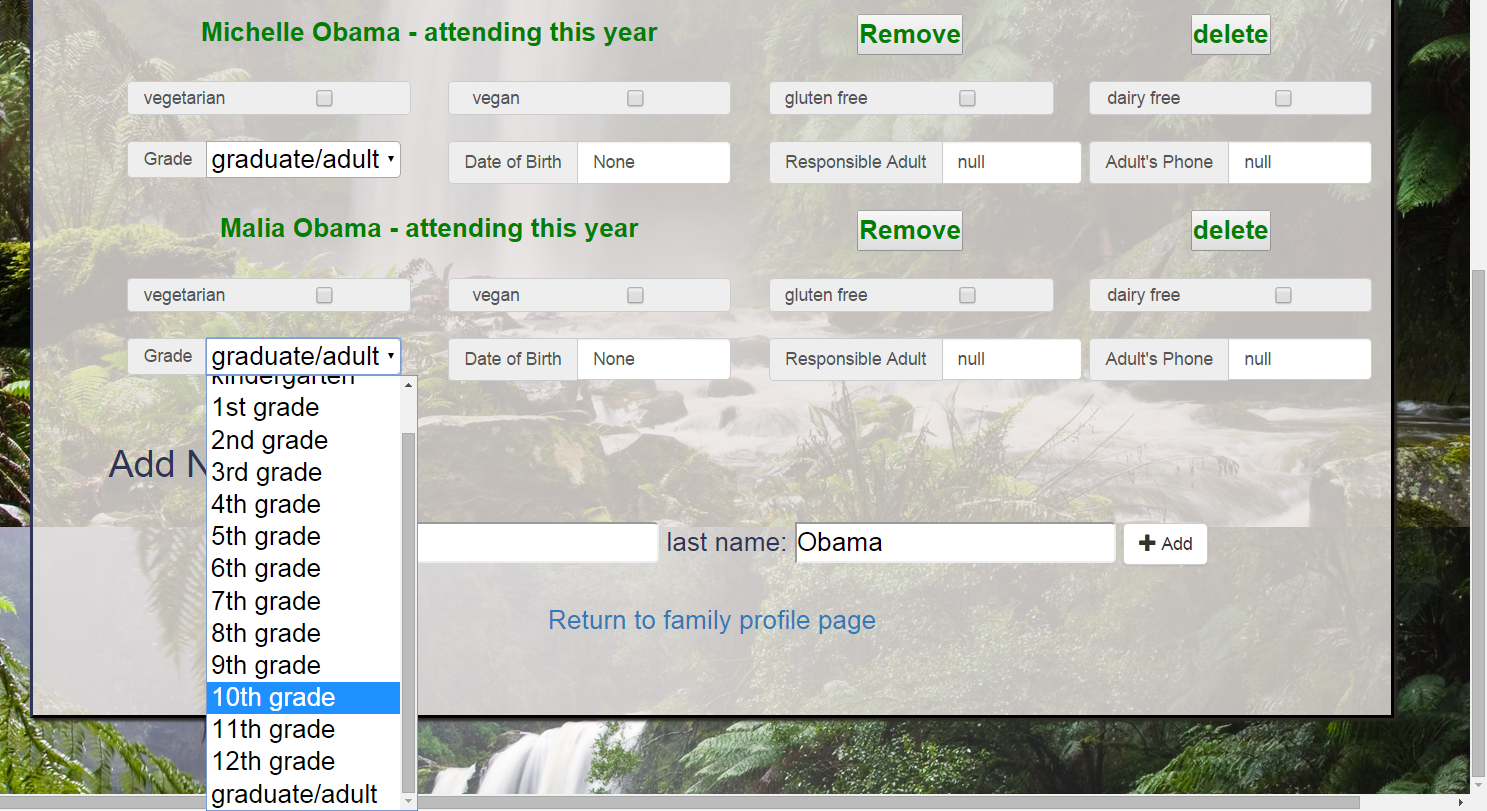 Michelle Obama - attending this year Remove delete
vegetarian vegan gluten free dairy free
Grade graduate/adult Date of Birth None Responsible Adult null Adult's Phone null
Malia Obama - attending this year Remove delete
vegetarian vegan gluten free dairy free
Grade graduate/adult Date of Birth None Responsible Adult null Adult's Phone null
kindergarten
1st grade
2nd grade
Add
3rd grade
4th grade
5th grade
last name: Obama Add
6th grade
7th grade
Return to family profile page
8th grade
9th grade
10th grade
11th grade
12th grade
graduate/adult